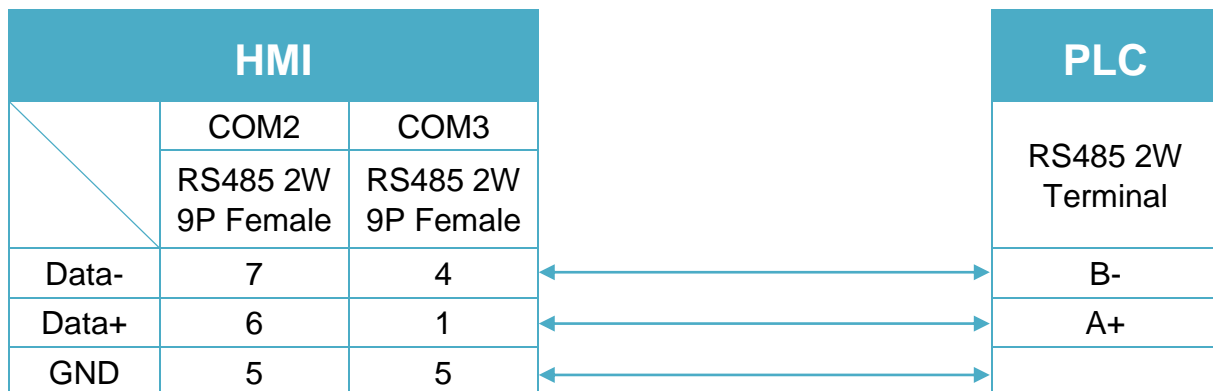 HMI
PLC
COM2 COM3
RS485 2W
9P Female
RS485 2W
9P Female
RS485 2W
Terminal
Data- 7 4 B-
Data+ 6 1 A+
GND 5 5